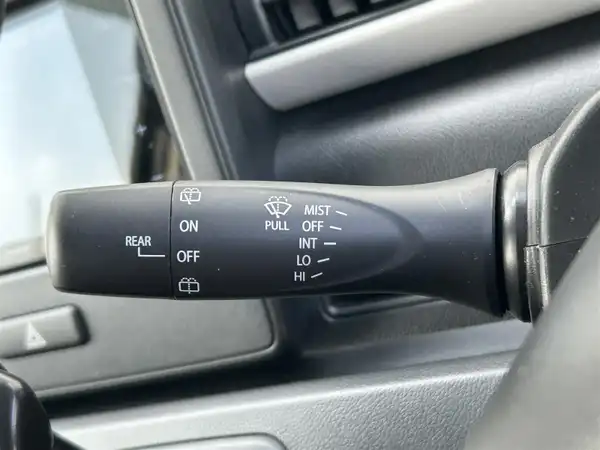 REAR
ON
OFF
PULL
MIST
OFF
INT
LO
HI